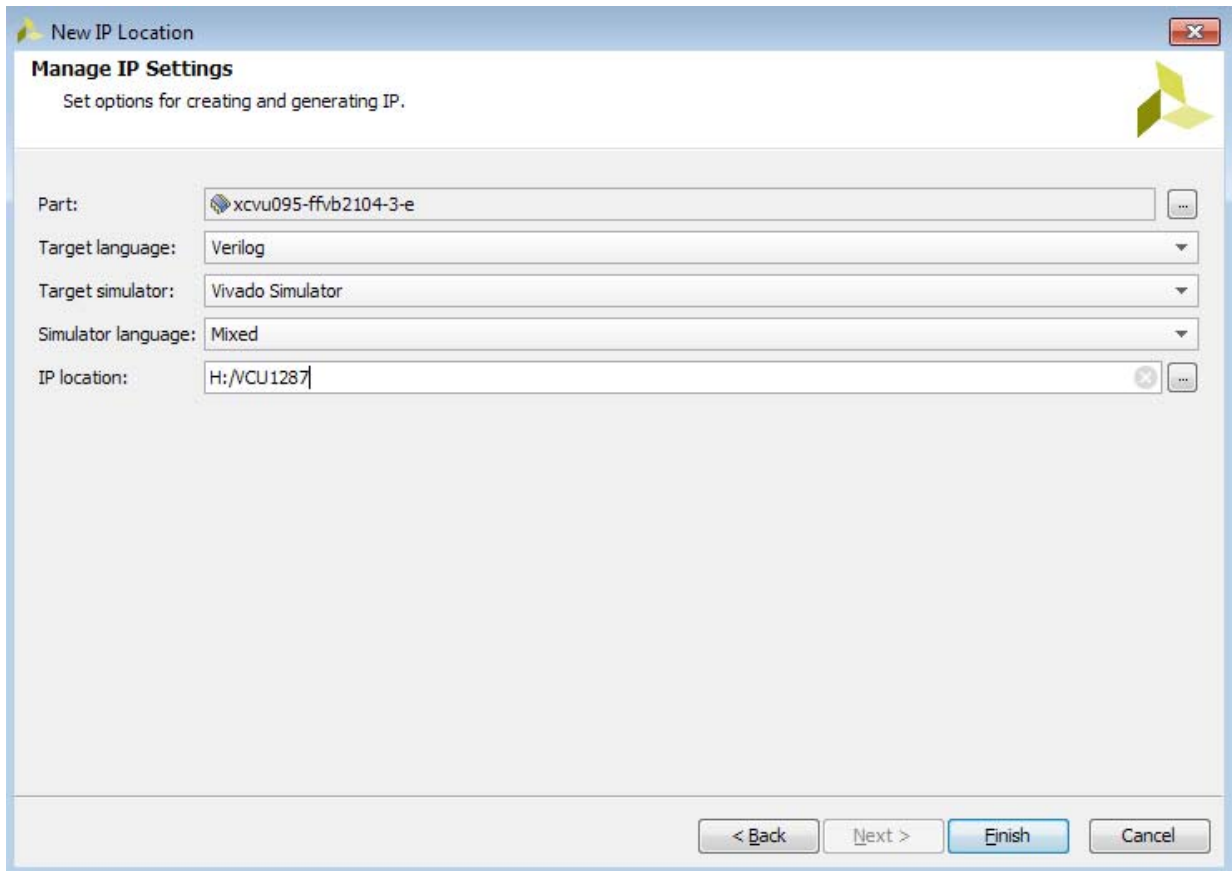 New IP Location
Manage IP Settings
Set options for creating and generating IP.
Part: xcvu095-ffvb2104-3-e ...
Target language: Verilog
Target simulator: Vivado Simulator
Simulator language: Mixed
IP location: H:/VCU1287 ...
< Back Next > Finish Cancel